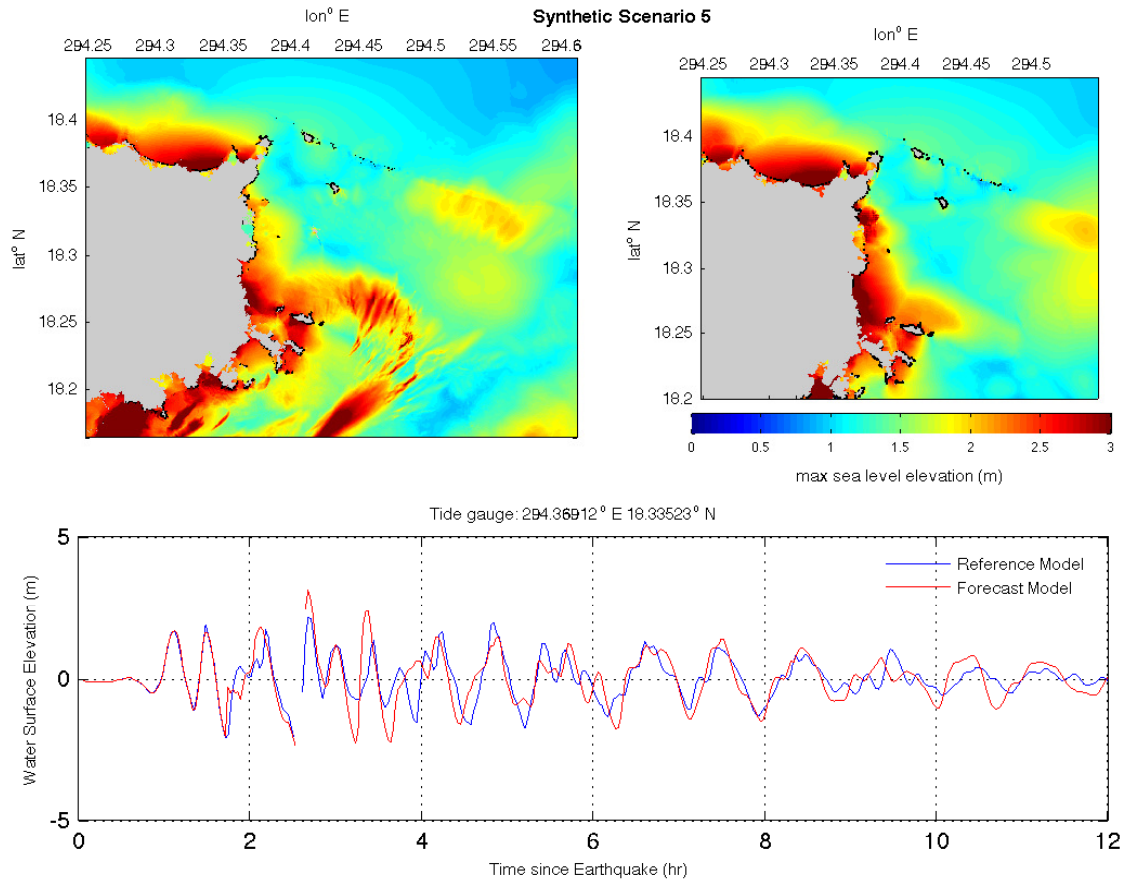 Synthetic Scenario 5
lon° E
294.25 294.3 294.35 294.4 294.45 294.5 294.55 294.6
18.4
18.35
18.3
18.25
18.2
lat° N
lon° E
294.25 294.3 294.35 294.4 294.45 294.5
18.4
18.35
18.3
18.25
18.2
lat° N
0 0.5 1 1.5 2 2.5 3
max sea level elevation (m)
Tide gauge: 294.36912° E 18.33523° N
5
0
-5
Water Surface Elevation (m)
Reference Model
Forecast Model
0 2 4 6 8 10 12
Time since Earthquake (hr)